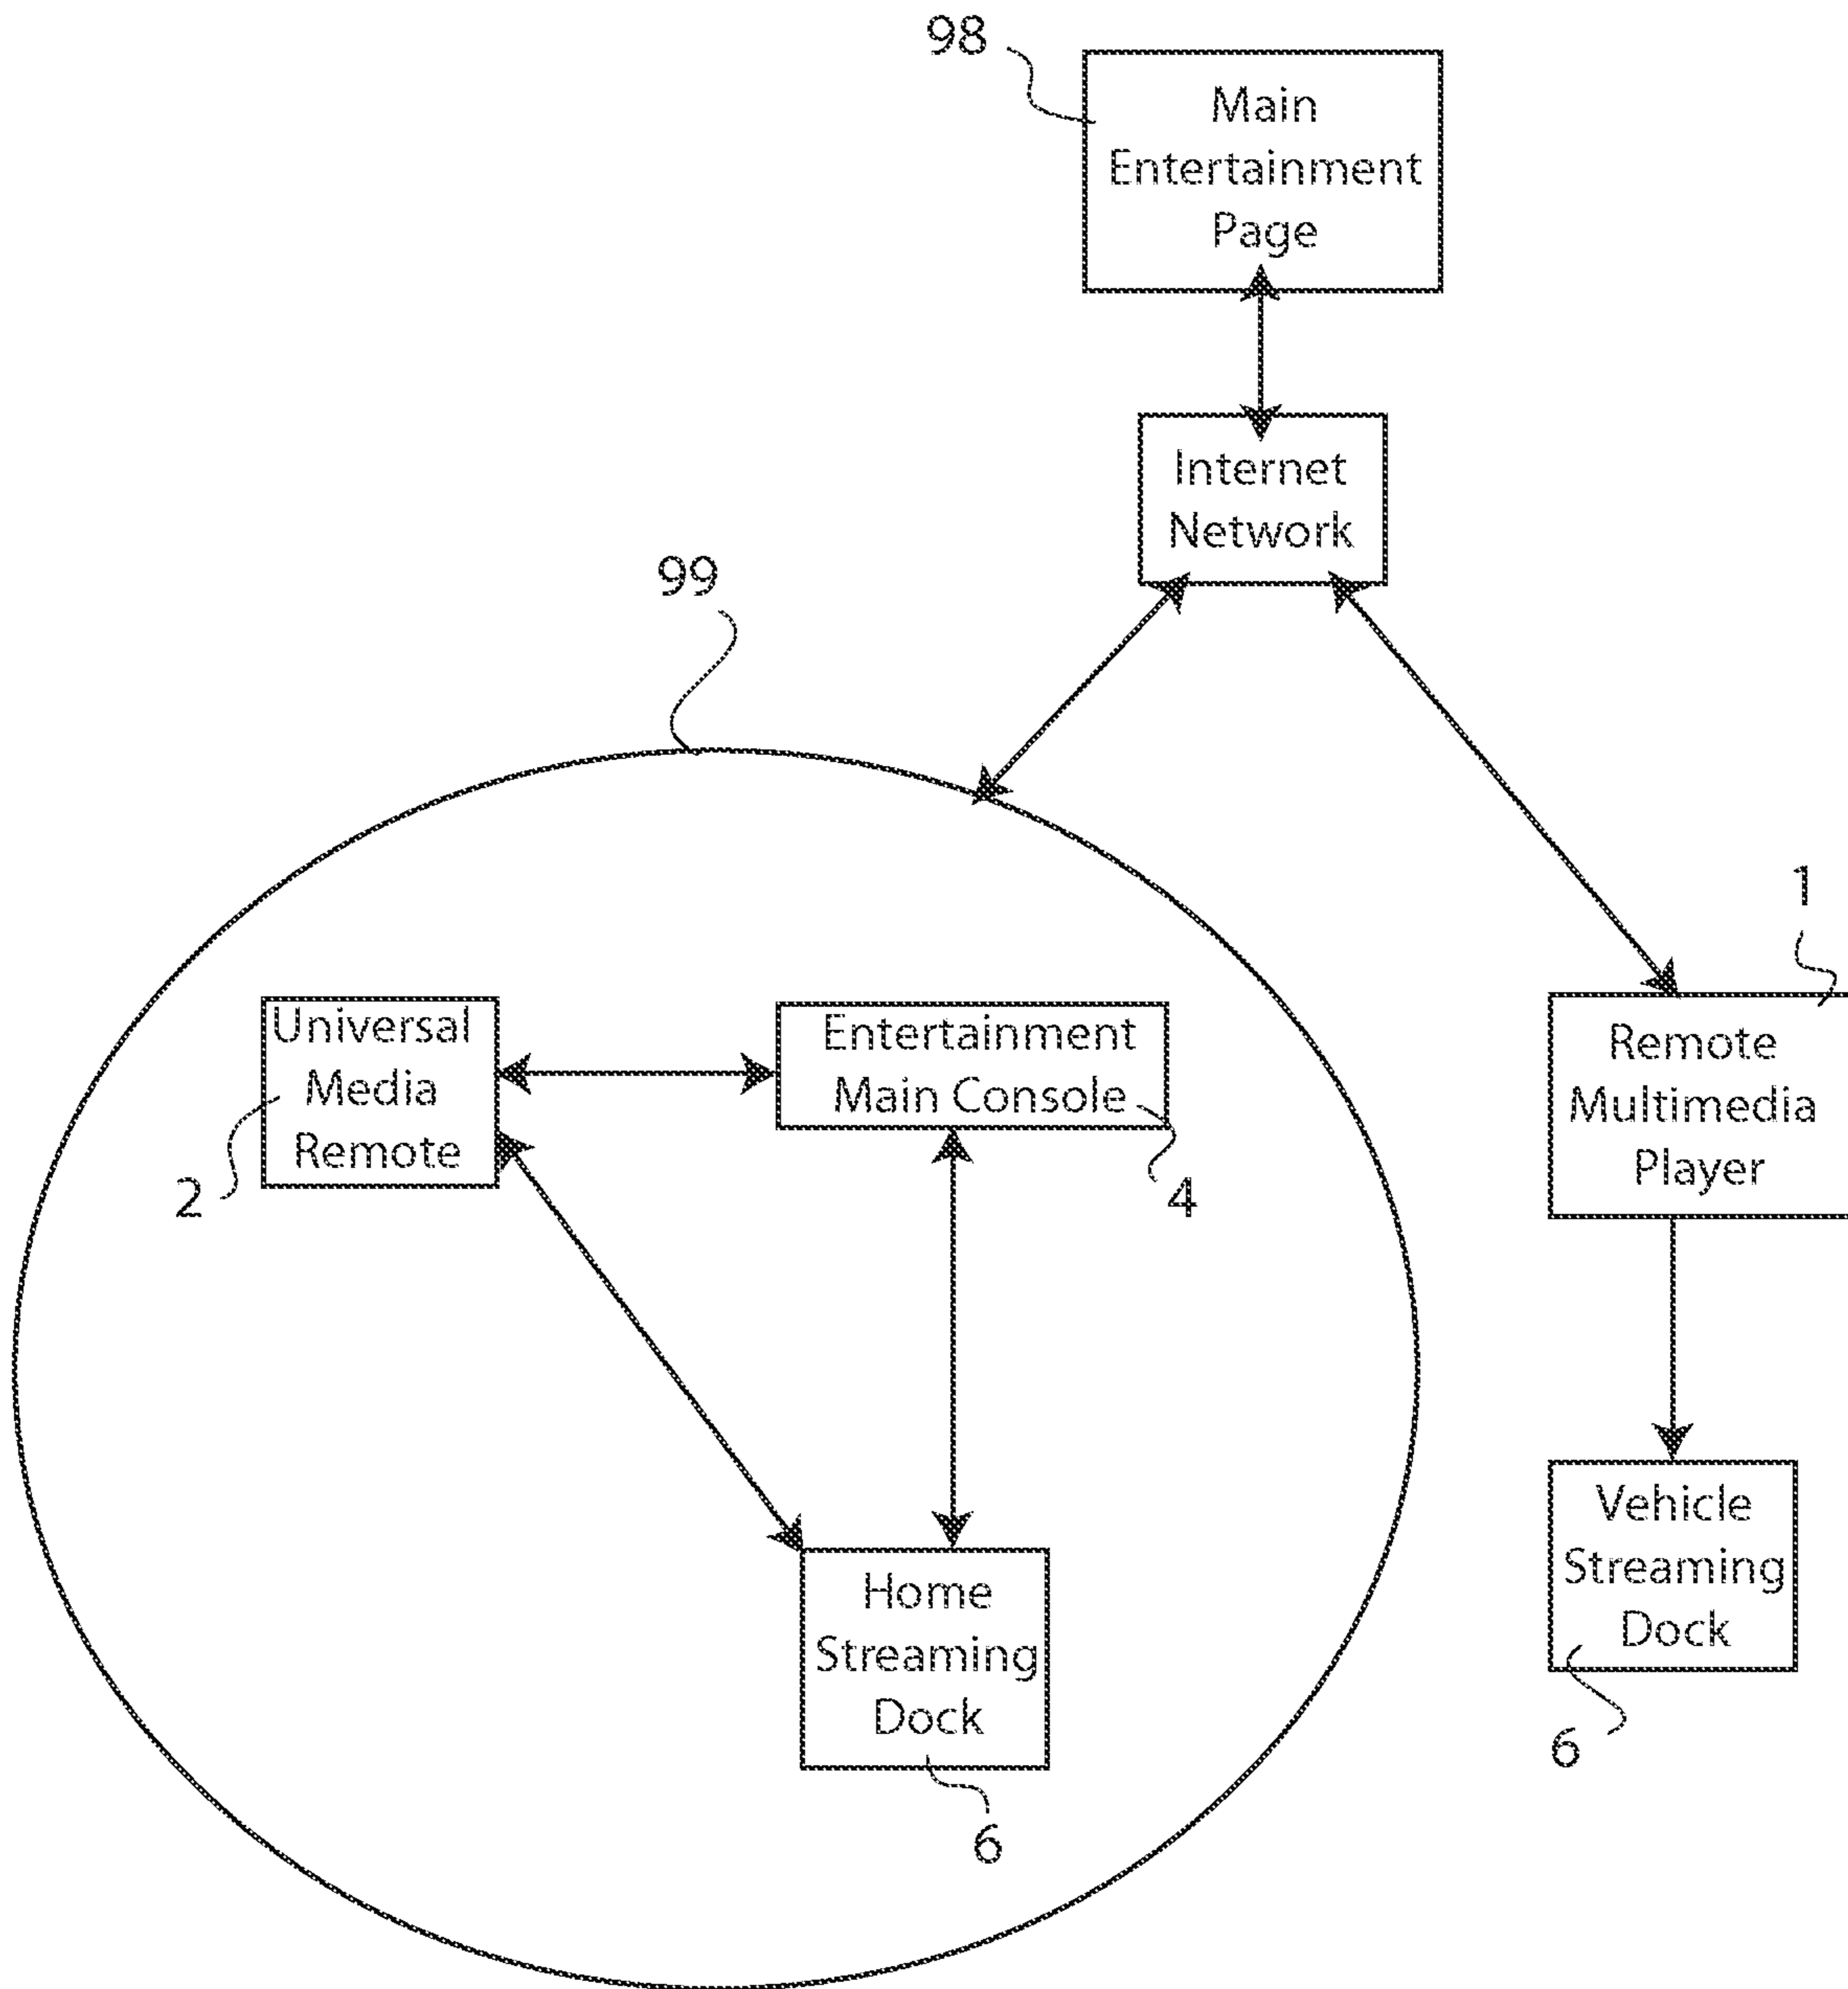 98
Main
Entertainment
Page
Internet
Network
99
1
Universal
Media
Remote
2
Entertainment
Main Console
4
Remote
Multimedia
Player
Home
Streaming
Dock
6
Vehicle
Streaming
Dock
6